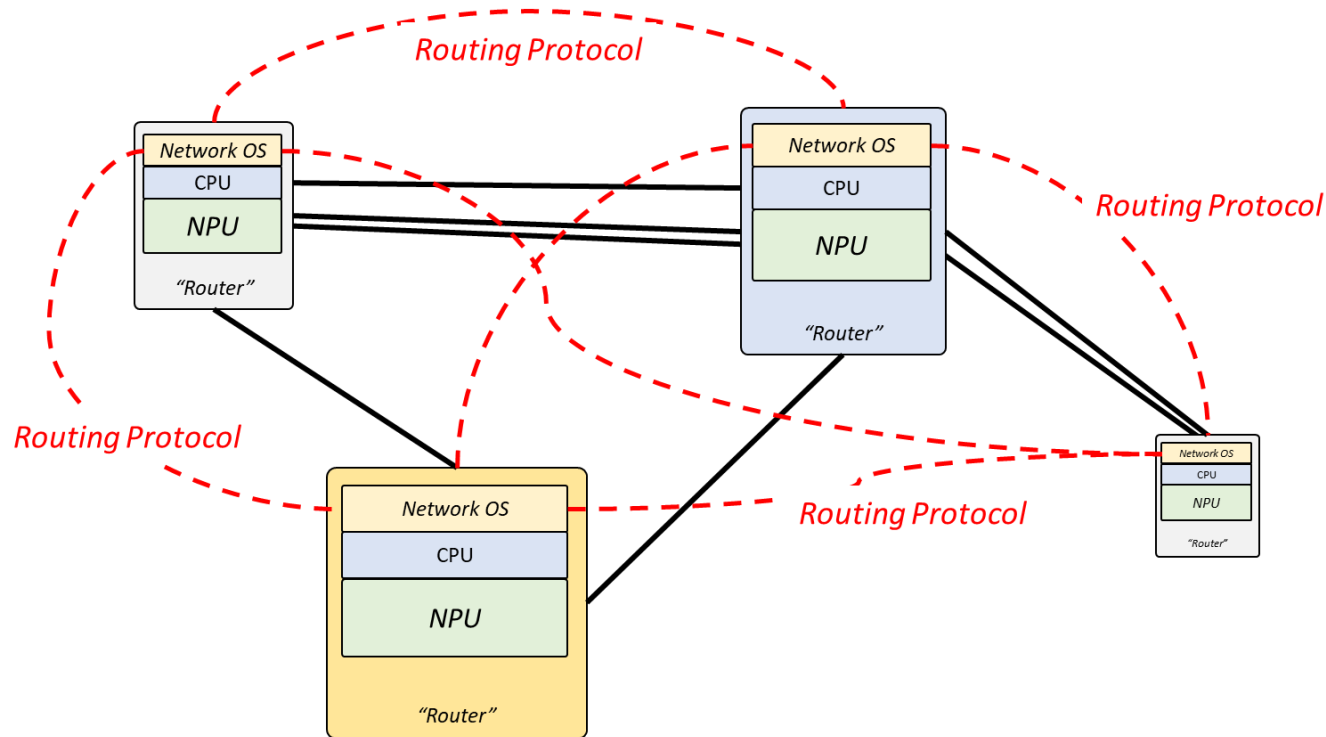 Routing Protocol
Network OS
CPU
NPU
“Router”
Network OS
CPU
NPU
“Router”
Routing Protocol
Routing Protocol
Network OS
CPU
NPU
“Router”
Routing Protocol
Network OS
CPU
NPU
“Router”